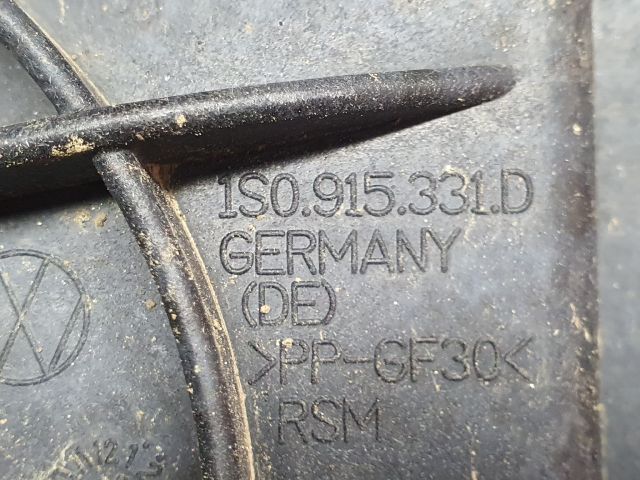 1S0.915.331.D
GERMANY
(DE)
>PP-GF30<
RSM